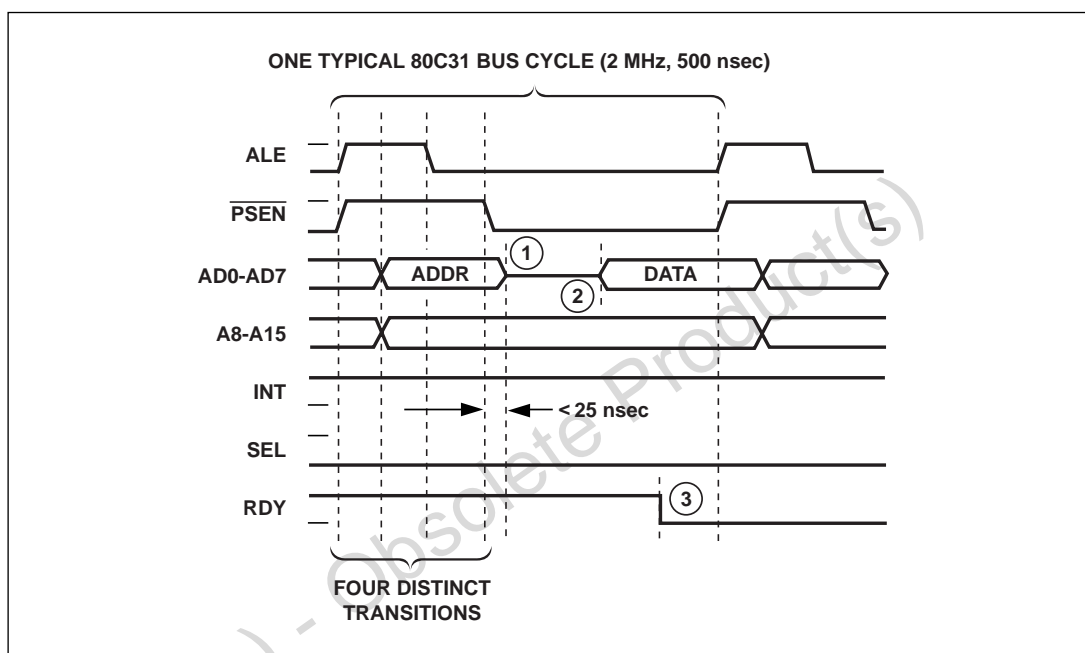 ONE TYPICAL 80C31 BUS CYCLE (2 MHz, 500 nsec)
ALE
PSEN
AD0-AD7
ADDR
1
2
DATA
A8-A15
INT
< 25 nsec
SEL
RDY
3
FOUR DISTINCT
TRANSITIONS
) - Obsolete Product(s)